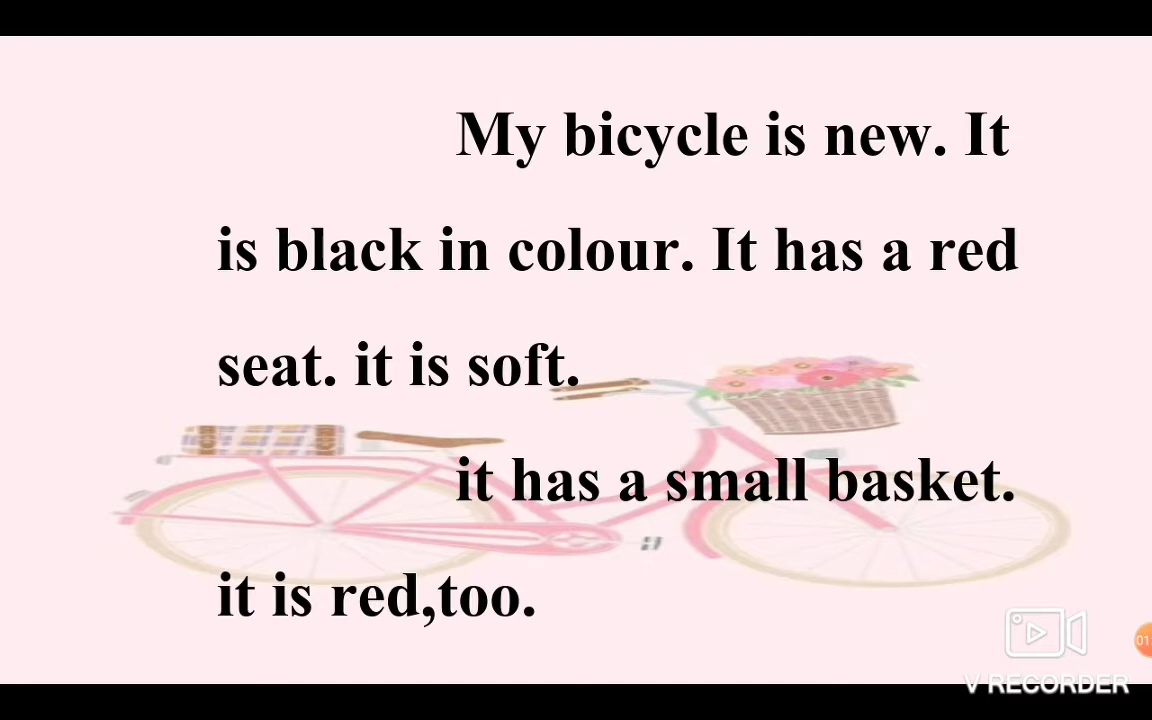 My bicycle is new. It
is black in colour. It has a red
seat. it is soft.
it has a small basket.
it is red,too.
V RECORDER